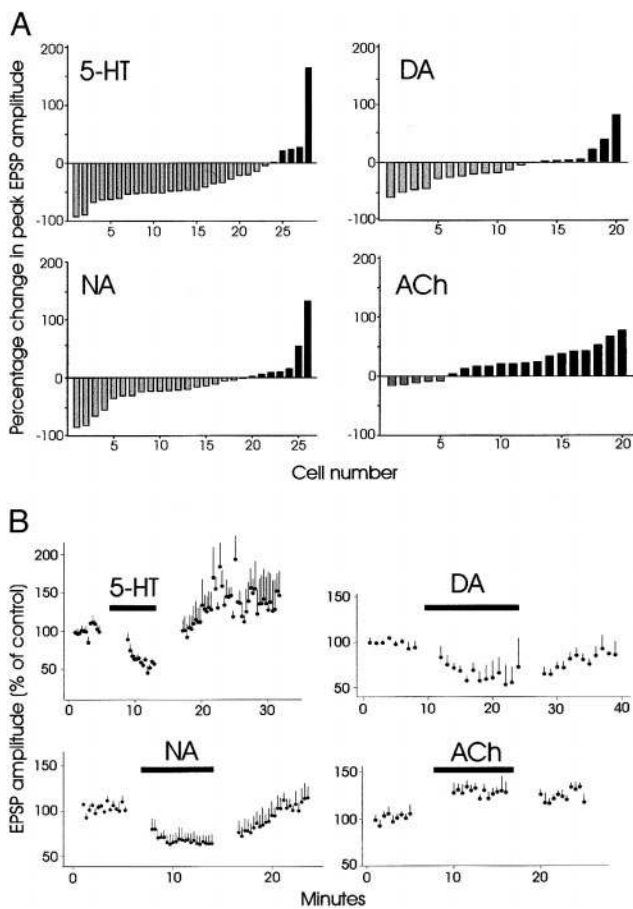 A
Percentage change in peak EPSP amplitude
5-HT
200
100
0
-100
5 10 15 20 25
DA
200
100
0
-100
5 10 15 20
NA
200
100
0
-100
5 10 15 20 25
ACh
200
100
0
-100
5 10 15 20
Cell number
B
EPSP amplitude (% of control)
5-HT
200
150
100
50
0 10 20 30
DA
150
100
50
0 10 20 30 40
NA
150
100
50
0 10 20
ACh
150
100
50
0 10 20
Minutes